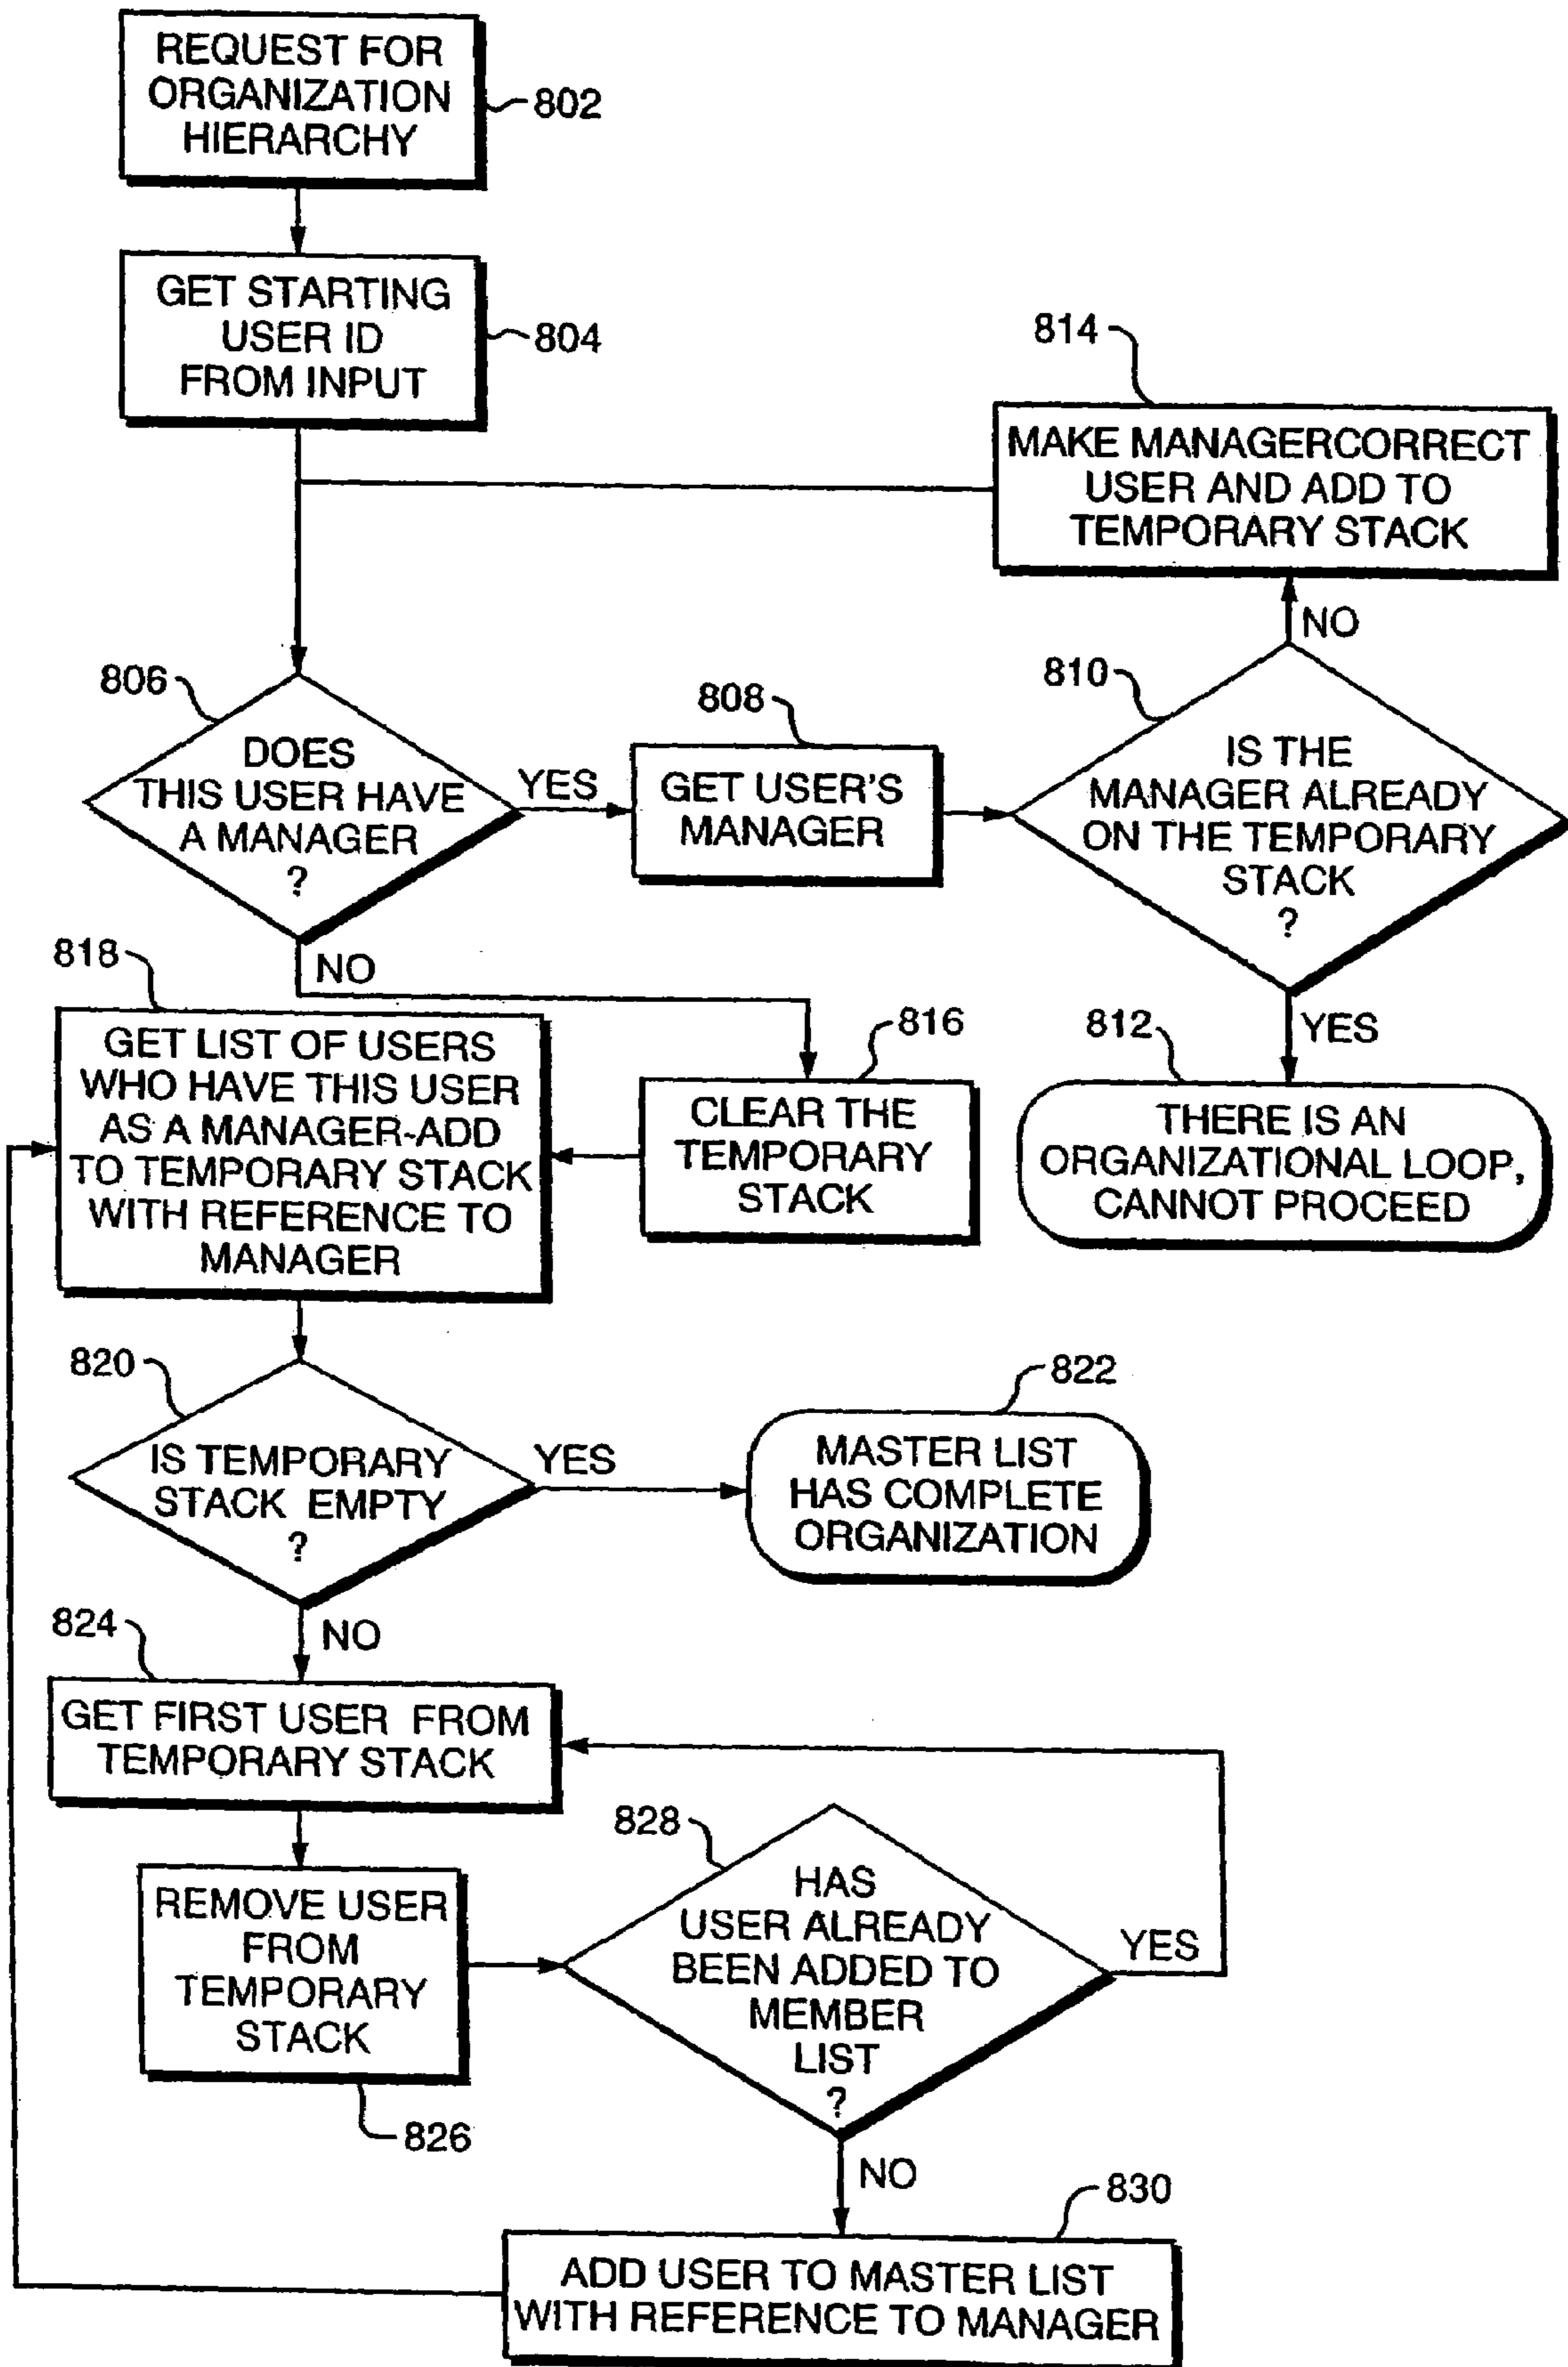 REQUEST FOR
ORGANIZATION
HIERARCHY
802
GET STARTING
USER ID
FROM INPUT
804
814
MAKE MANAGERCORRECT
USER AND ADD TO
TEMPORARY STACK
NO
806
DOES
THIS USER HAVE
A MANAGER
?
YES
808
GET USER'S
MANAGER
810
IS THE
MANAGER ALREADY
ON THE TEMPORARY
STACK
?
NO
YES
812
THERE IS AN
ORGANIZATIONAL LOOP,
CANNOT PROCEED
816
CLEAR THE
TEMPORARY
STACK
818
GET LIST OF USERS
WHO HAVE THIS USER
AS A MANAGER-ADD
TO TEMPORARY STACK
WITH REFERENCE TO
MANAGER
820
IS TEMPORARY
STACK EMPTY
?
YES
822
MASTER LIST
HAS COMPLETE
ORGANIZATION
NO
824
GET FIRST USER FROM
TEMPORARY STACK
REMOVE USER
FROM
TEMPORARY
STACK
826
828
HAS
USER ALREADY
BEEN ADDED TO
MEMBER
LIST
?
YES
NO
830
ADD USER TO MASTER LIST
WITH REFERENCE TO MANAGER